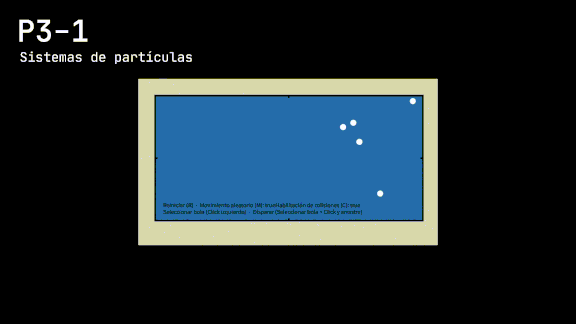 P3-1
Sistemas de partículas
Reiniciar (R) - Movimiento aleatorio (M): true Habilitación de colisiones (C): true
Seleccionar bola (Click izquierdo) - Disparar (Seleccionar bola + Click y arrastre)